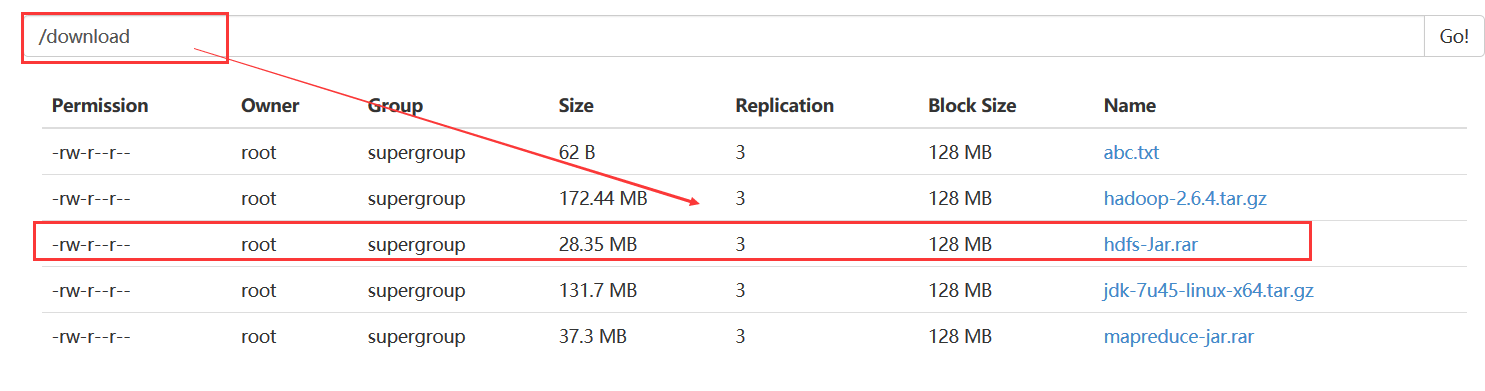 /download Go!
Permission Owner Group Size Replication Block Size Name
-rw-r--r-- root supergroup 62 B 3 128 MB abc.txt
-rw-r--r-- root supergroup 172.44 MB 3 128 MB hadoop-2.6.4.tar.gz
-rw-r--r-- root supergroup 28.35 MB 3 128 MB hdfs-Jar.rar
-rw-r--r-- root supergroup 131.7 MB 3 128 MB jdk-7u45-linux-x64.tar.gz
-rw-r--r-- root supergroup 37.3 MB 3 128 MB mapreduce-jar.rar